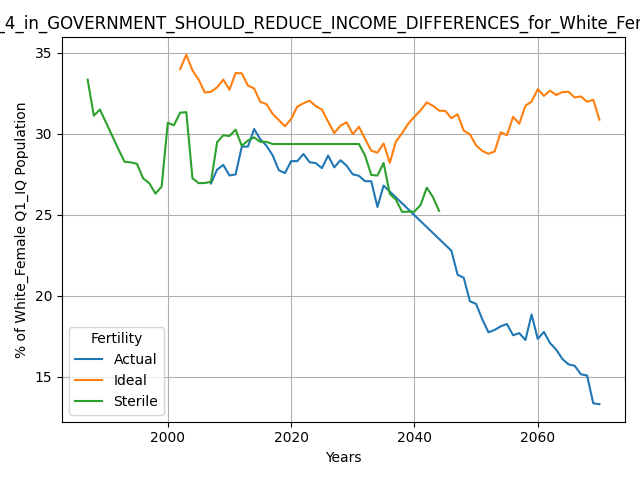 _4_in_GOVERNMENT_SHOULD_REDUCE_INCOME_DIFFERENCES_for_White_Fem
% of White_Female Q1_IQ Population
35
30
25
20
15
Fertility
Actual
Ideal
Sterile
2000
2020
2040
2060
Years